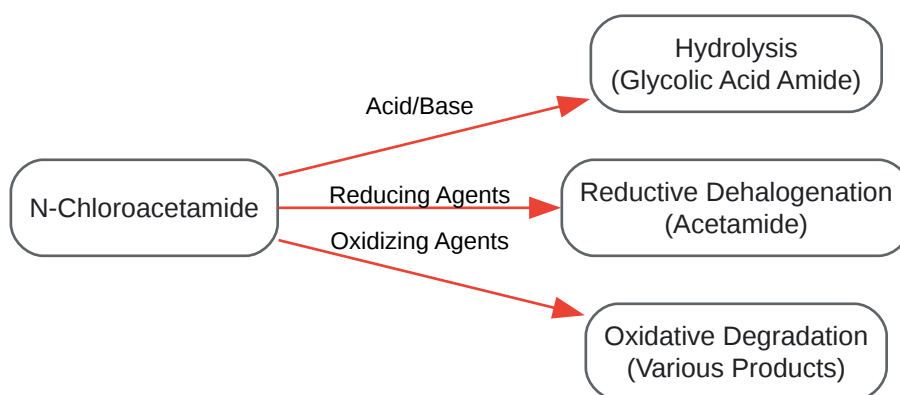 Hydrolysis
(Glycolic Acid Amide)
Acid/Base
N-Chloroacetamide
Reducing Agents
Reductive Dehalogenation
(Acetamide)
Oxidizing Agents
Oxidative Degradation
(Various Products)